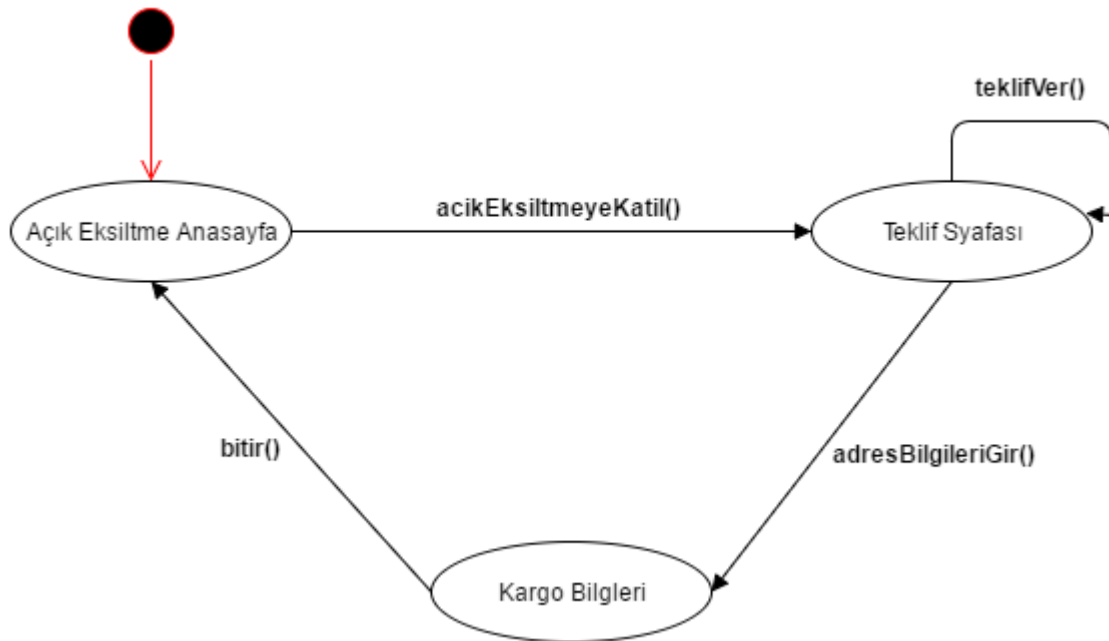 teklifVer()
acikEksiltmeyeKatil()
Açık Eksiltme Anasayfa
Teklif Syafası
bitir()
adresBilgileriGir()
Kargo Bilgleri